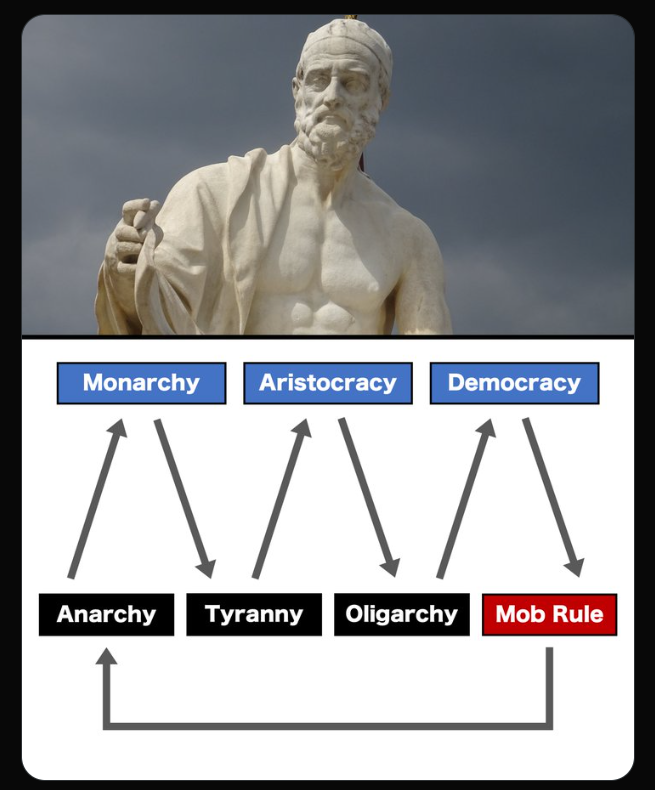 Monarchy
Aristocracy
Democracy
Anarchy
Tyranny
Oligarchy
Mob Rule